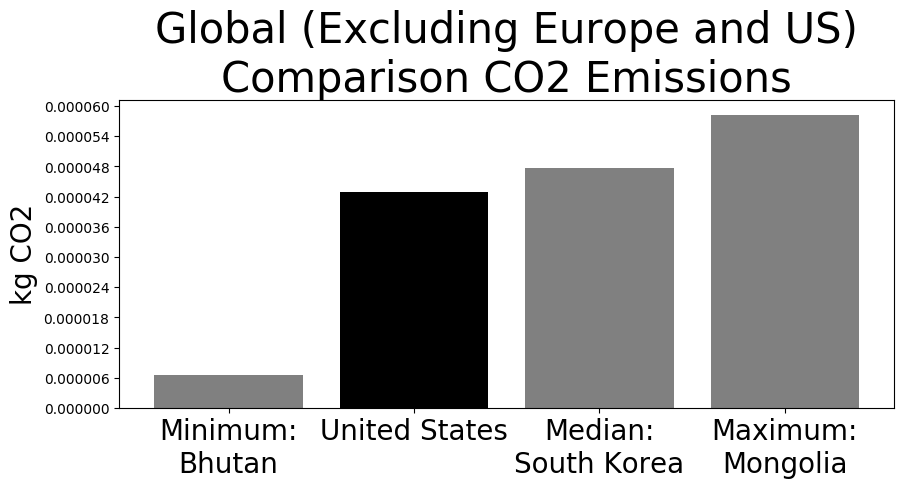 Global (Excluding Europe and US)
Comparison CO2 Emissions
kg CO2
0.000060
0.000054
0.000048
0.000042
0.000036
0.000030
0.000024
0.000018
0.000012
0.000006
0.000000
Minimum:
Bhutan
United States
Median:
South Korea
Maximum:
Mongolia